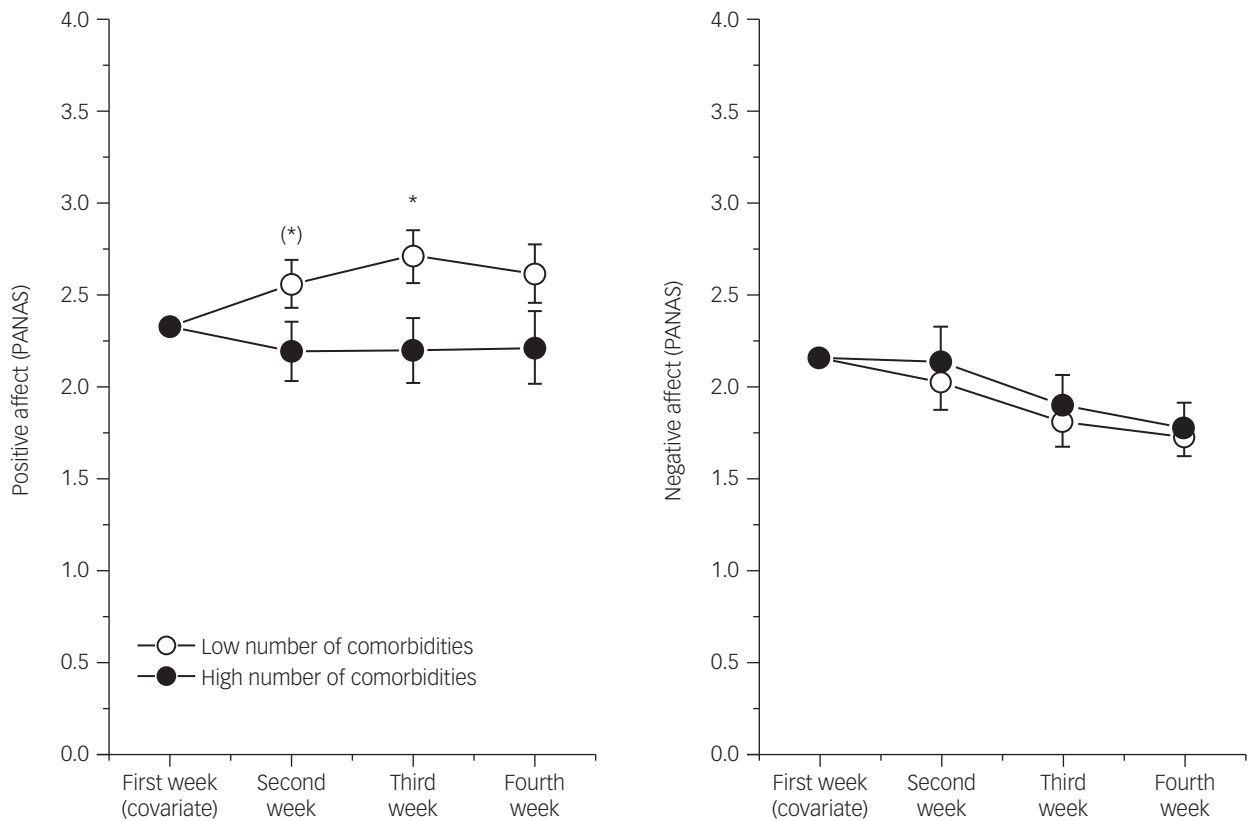 4.0
3.5
3.0
2.5
2.0
1.5
1.0
0.5
0.0
Positive affect (PANAS)
(*)
*
Low number of comorbidities
High number of comorbidities
First week
(covariate)
Second
week
Third
week
Fourth
week
4.0
3.5
3.0
2.5
2.0
1.5
1.0
0.5
0.0
Negative affect (PANAS)
First week
(covariate)
Second
week
Third
week
Fourth
week